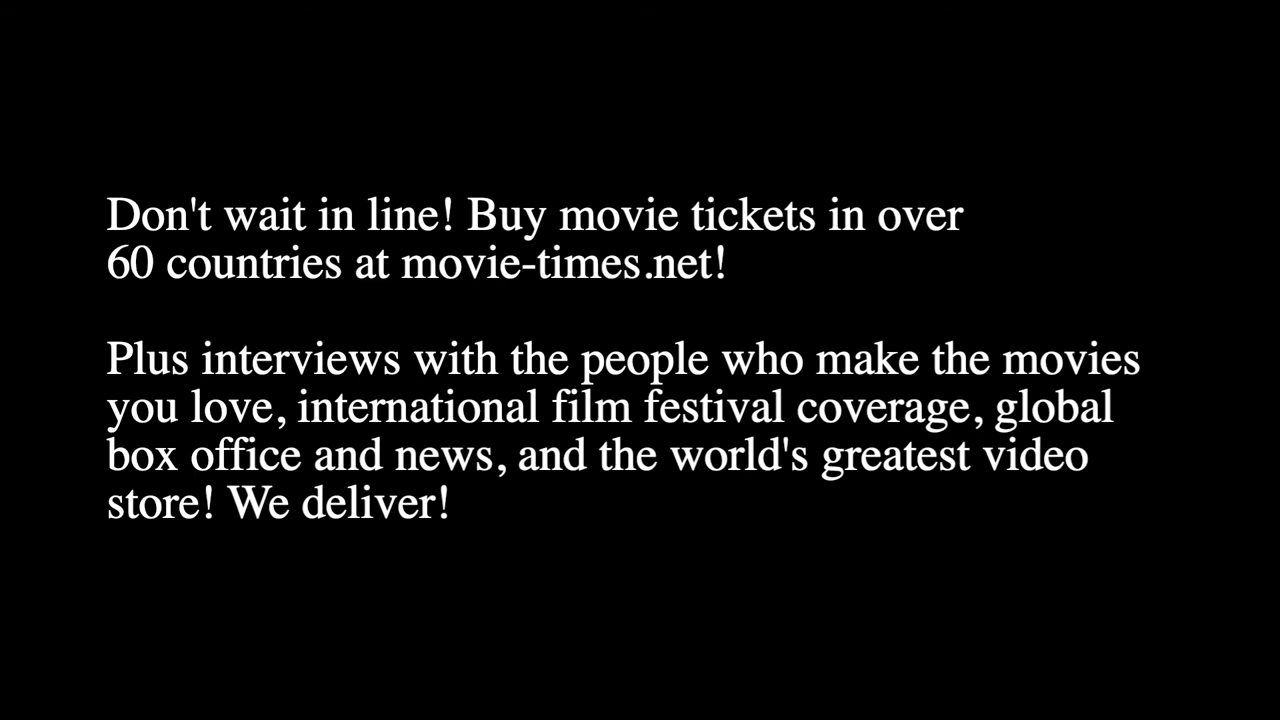 Don't wait in line! Buy movie tickets in over
60 countries at movie-times.net!
Plus interviews with the people who make the movies
you love, international film festival coverage, global
box office and news, and the world's greatest video
store! We deliver!